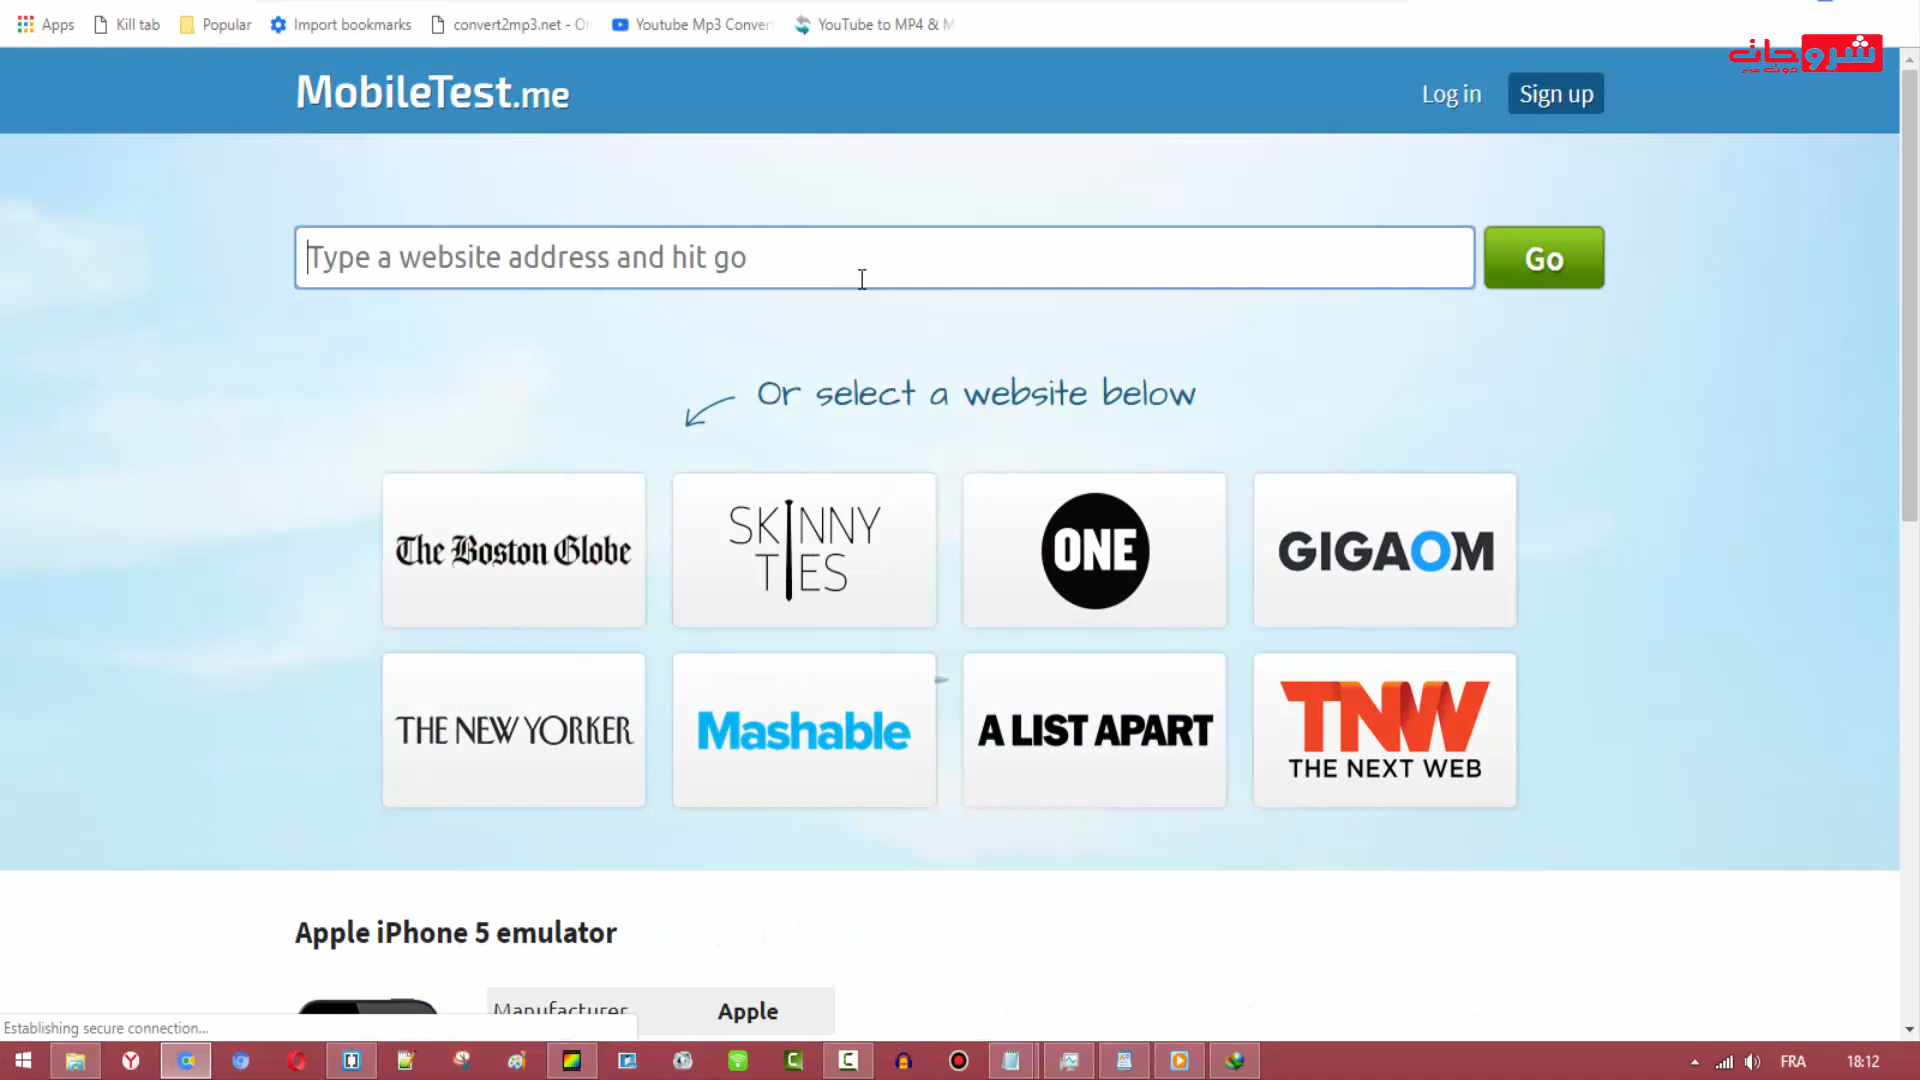 Apps Kill tab Popular Import bookmarks convert2mp3.net - O Youtube Mp3 Conver YouTube to MP4 & M
شروحاته
MobileTest.me Log in Sign up
Type a website address and hit go Go
Or select a website below
The Boston Globe SKINNY TIES ONE GIGAOM
THE NEW YORKER Mashable A LIST APART TNW THE NEXT WEB
Apple iPhone 5 emulator
Manufacturer Apple
Establishing secure connection...
FRA 18:12